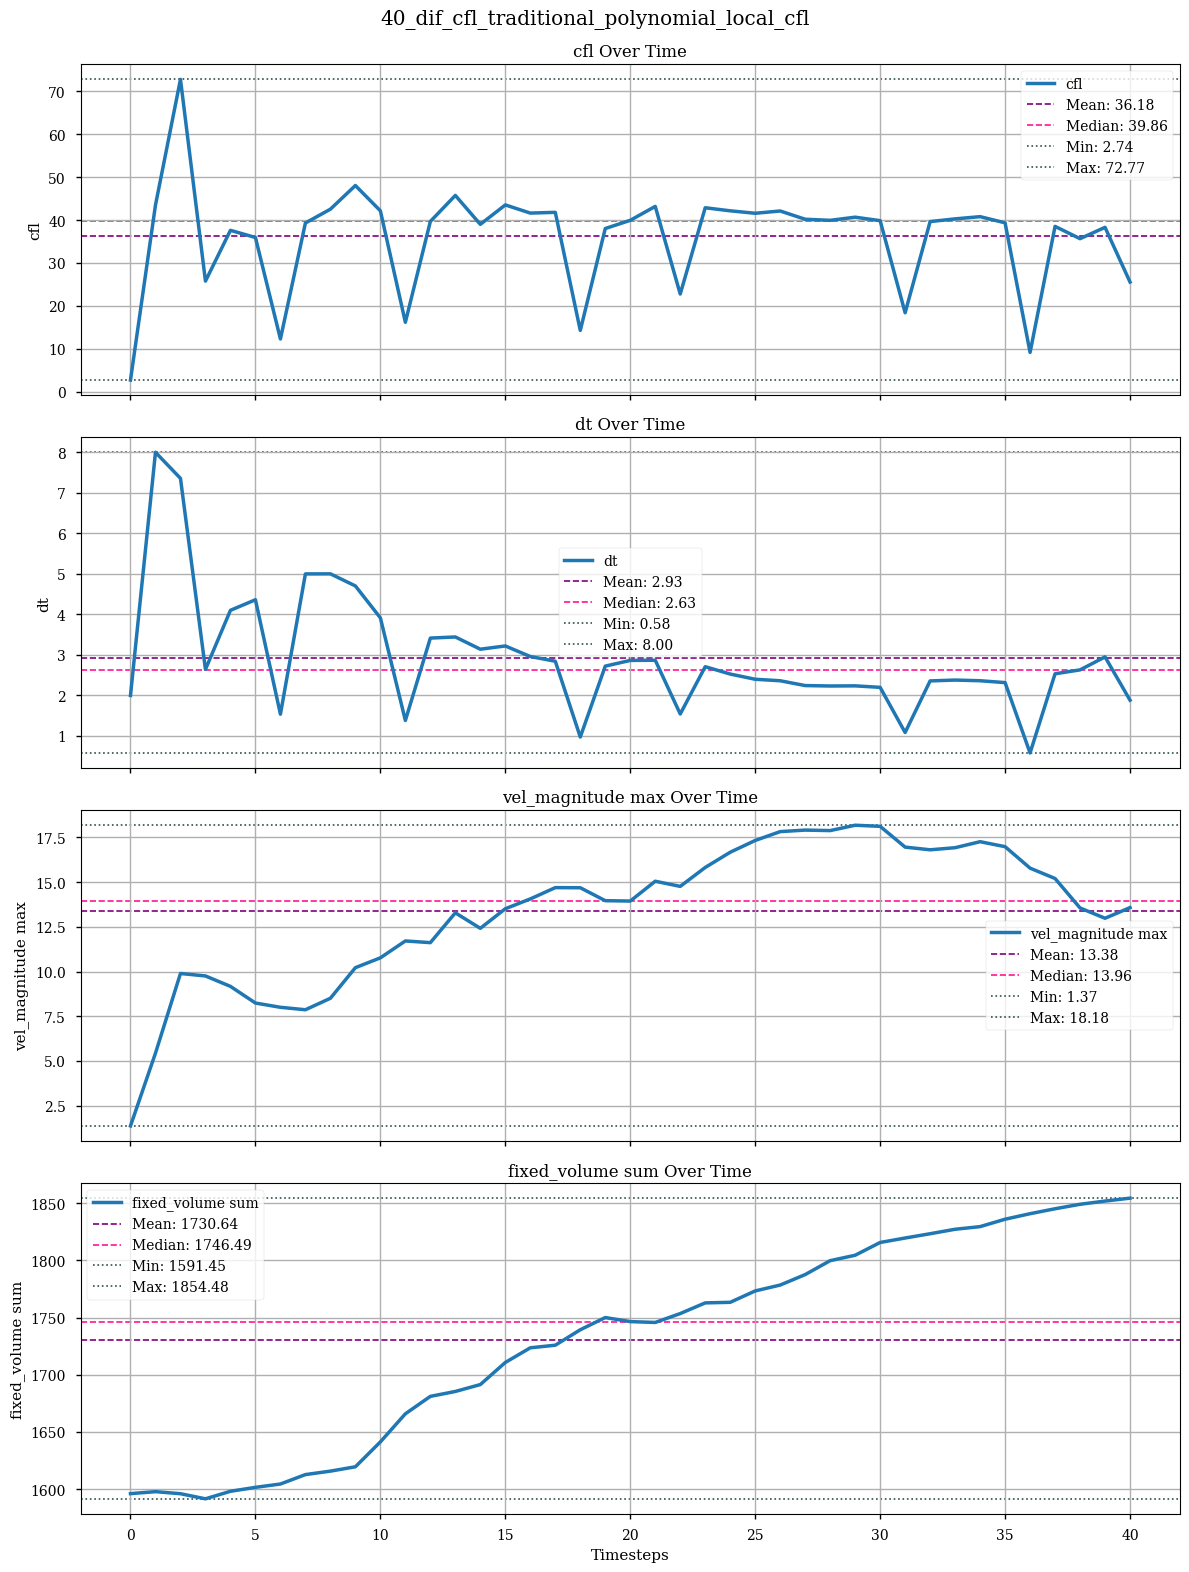 40_dif_cfl_traditional_polynomial_local_cfl
cfl Over Time
cfl
70
60
50
40
30
20
10
0
cfl
Mean: 36.18
Median: 39.86
Min: 2.74
Max: 72.77
dt Over Time
dt
8
7
6
5
4
3
2
1
dt
Mean: 2.93
Median: 2.63
Min: 0.58
Max: 8.00
vel_magnitude max Over Time
vel_magnitude max
17.5
15.0
12.5
10.0
7.5
5.0
2.5
vel_magnitude max
Mean: 13.38
Median: 13.96
Min: 1.37
Max: 18.18
fixed_volume sum Over Time
fixed_volume sum
1850
1800
1750
1700
1650
1600
fixed_volume sum
Mean: 1730.64
Median: 1746.49
Min: 1591.45
Max: 1854.48
0 5 10 15 20 25 30 35 40
Timesteps